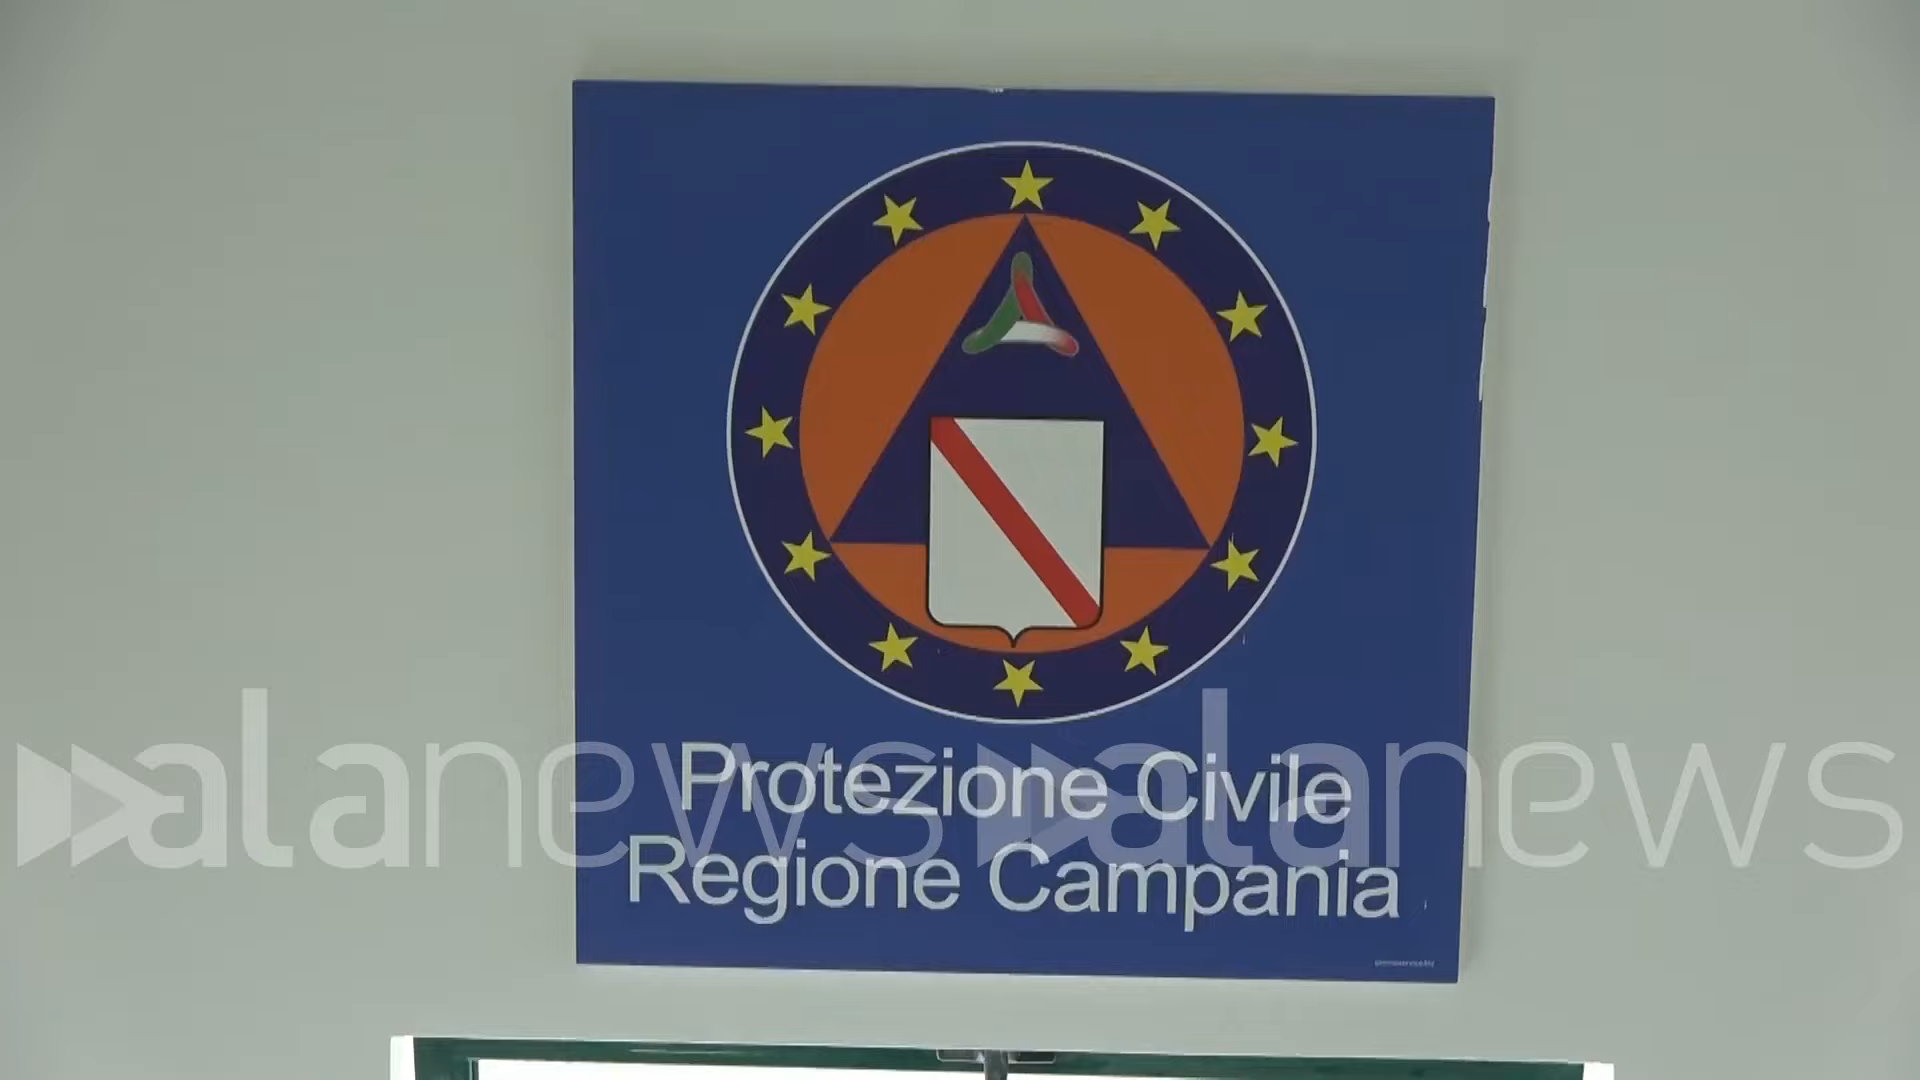 Protezione Civile
Regione Campania
alanews alanews